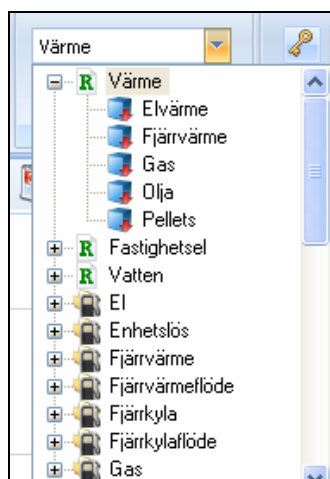 Värme
R Värme
Elvärme
Fjärrvärme
Gas
Olja
Pellets
R Fastighetsel
R Vatten
El
Enhetslös
Fjärrvärme
Fjärrvärmeflöde
Fjärrkyla
Fjärrkylaflöde
Gas